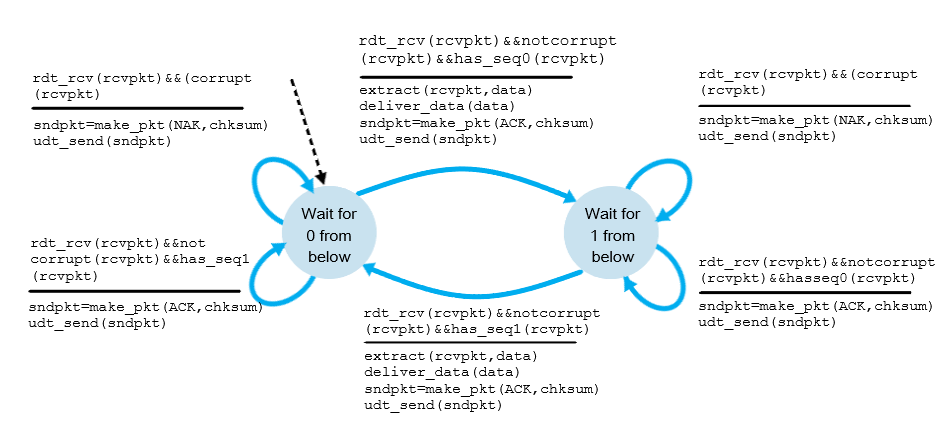 rdt_rcv(rcvpkt)&&notcorrupt
(rcvpkt)&&has_seq0(rcvpkt)
extract(rcvpkt,data)
deliver_data(data)
sndpkt=make_pkt(ACK,chksum)
udt_send(sndpkt)
rdt_rcv(rcvpkt)&&(corrupt
(rcvpkt)
sndpkt=make_pkt(NAK,chksum)
udt_send(sndpkt)
rdt_rcv(rcvpkt)&&(corrupt
(rcvpkt)
sndpkt=make_pkt(NAK,chksum)
udt_send(sndpkt)
Wait for
0 from
below
Wait for
1 from
below
rdt_rcv(rcvpkt)&&not
corrupt(rcvpkt)&&has_seq1
(rcvpkt)
sndpkt=make_pkt(ACK,chksum)
udt_send(sndpkt)
rdt_rcv(rcvpkt)&&notcorrupt
(rcvpkt)&&hasseq0(rcvpkt)
sndpkt=make_pkt(ACK,chksum)
udt_send(sndpkt)
rdt_rcv(rcvpkt)&&notcorrupt
(rcvpkt)&&has_seq1(rcvpkt)
extract(rcvpkt,data)
deliver_data(data)
sndpkt=make_pkt(ACK,chksum)
udt_send(sndpkt)